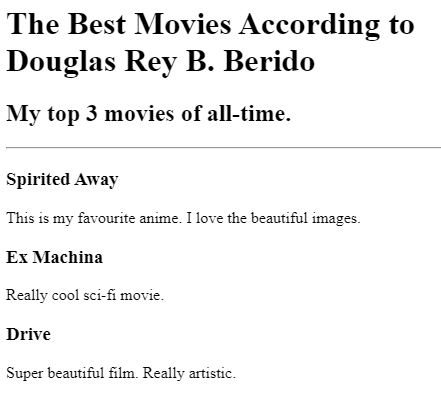 The Best Movies According to
Douglas Rey B. Berido
My top 3 movies of all-time.
Spirited Away
This is my favourite anime. I love the beautiful images.
Ex Machina
Really cool sci-fi movie.
Drive
Super beautiful film. Really artistic.